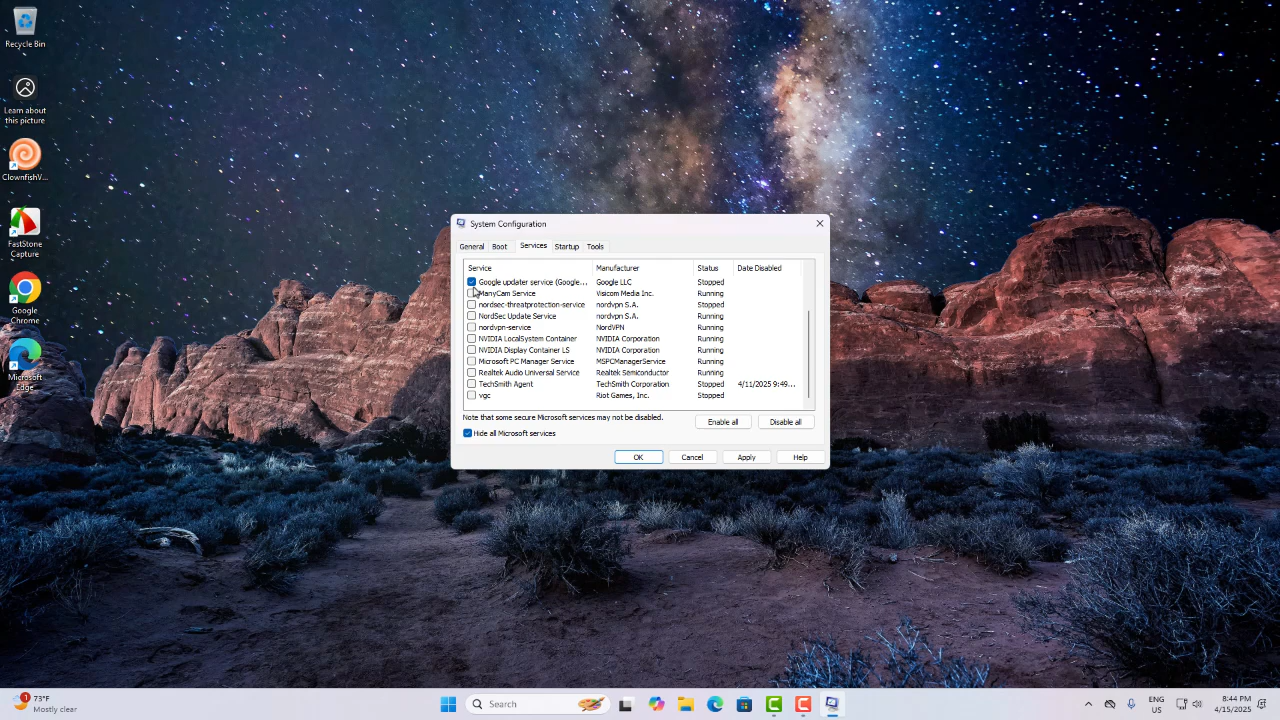 Recycle Bin
Learn about
this picture
ClownfishV...
FastStone
Capture
Google
Chrome
Microsoft
Edge
System Configuration
General Boot Services Startup Tools
Service Manufacturer Status Date Disabled
Google updater service (Google... Google LLC Stopped
ManyCam Service Visicom Media Inc. Running
nordsec-threatprotection-service nordvpn S.A. Stopped
NordSec Update Service nordvpn S.A. Running
nordvpn-service NordVPN Running
NVIDIA LocalSystem Container NVIDIA Corporation Running
NVIDIA Display Container LS NVIDIA Corporation Running
Microsoft PC Manager Service MSPCManagerService Running
Realtek Audio Universal Service Realtek Semiconductor Running
TechSmith Agent TechSmith Corporation Stopped 4/11/2025 9:49...
vgc Riot Games, Inc. Stopped
Note that some secure Microsoft services may not be disabled.
Enable all Disable all
Hide all Microsoft services
OK Cancel Apply Help
1
73°F
Mostly clear
Search
ENG
US
8:44 PM
4/15/2025